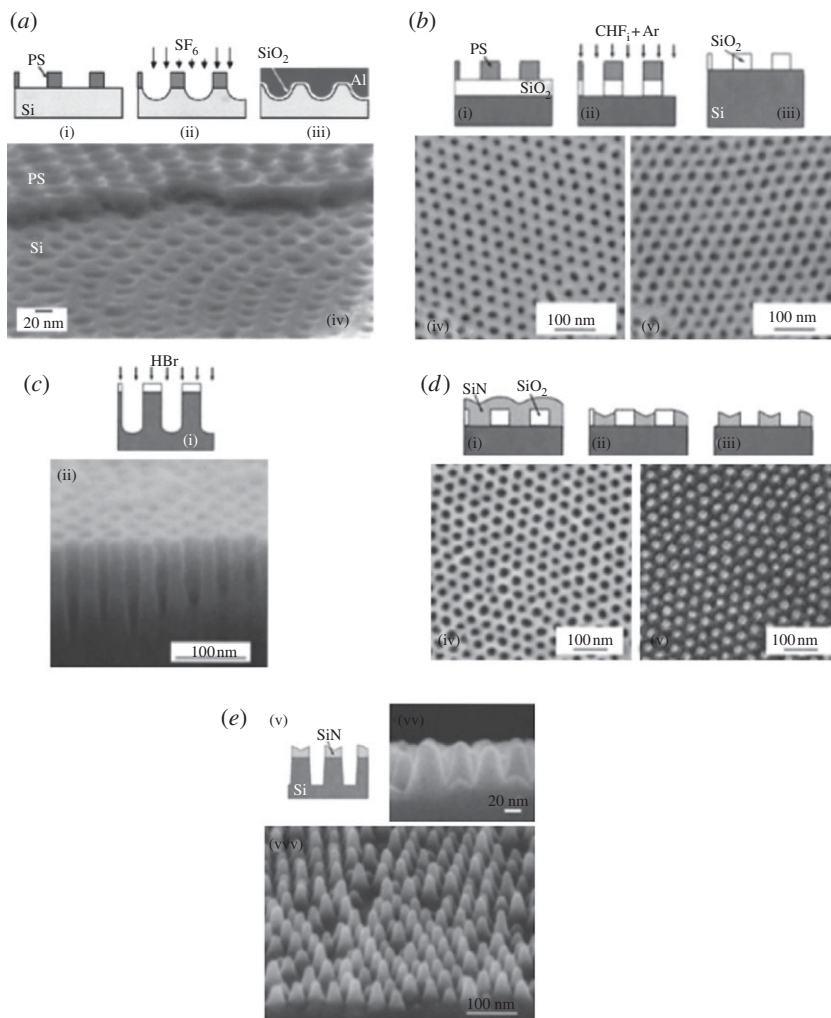 (a)
PS
SF6
SiO2
Al
Si
(i)
(ii)
(iii)
PS
Si
20 nm
(iv)
(b)
CHFi + Ar
PS
SiO2
SiO2
(i)
(ii)
Si
(iii)
100 nm
(iv)
100 nm
(v)
(c)
HBr
(i)
(ii)
100 nm
(d)
SiN
SiO2
(i)
(ii)
(iii)
(iv)
100 nm
(v)
100 nm
(e)
(v)
SiN
Si
(vv)
20 nm
(vvv)
100 nm